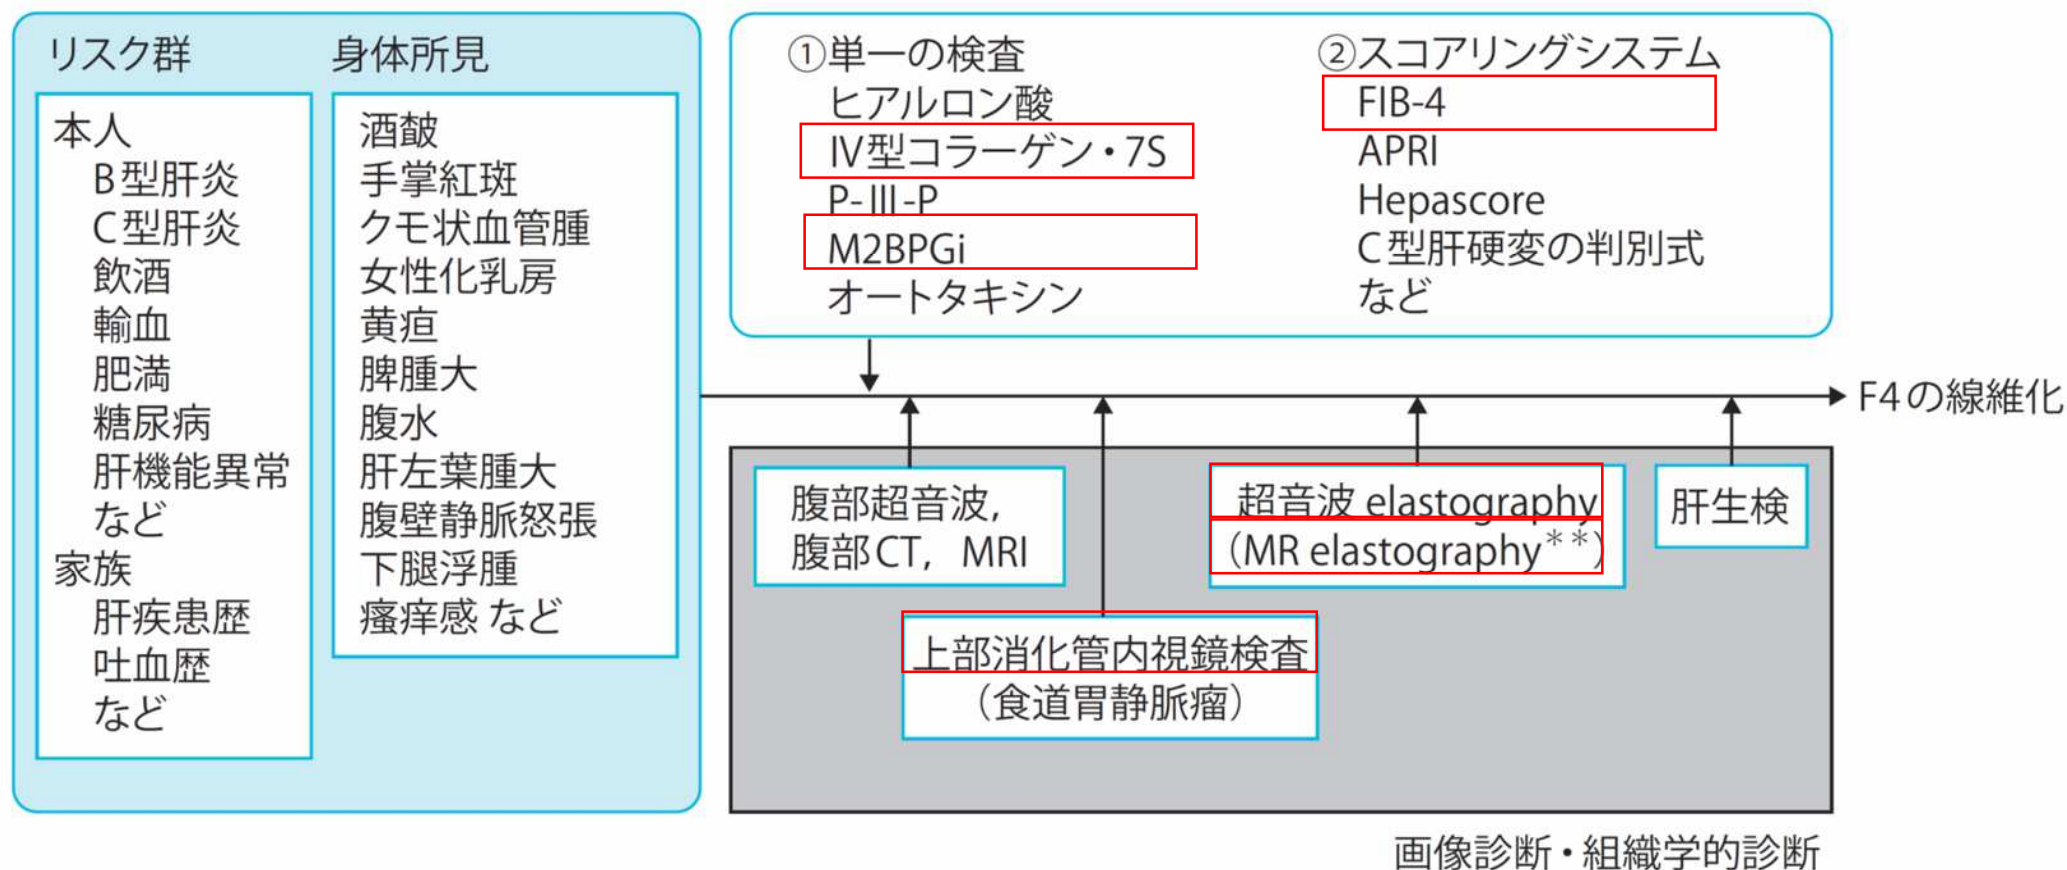 リスク群
本人
B型肝炎
C型肝炎
飲酒
輸血
肥満
糖尿病
肝機能異常
など
家族
肝疾患歴
吐血歴
など
身体所見
酒皶
手掌紅斑
クモ状血管腫
女性化乳房
黄疸
脾腫大
腹水
肝左葉腫大
腹壁静脈怒張
下腿浮腫
瘙痒感 など
①単一の検査
ヒアルロン酸
Ⅳ型コラーゲン・7S
P-Ⅲ-P
M2BPGi
オートタキシン
②スコアリングシステム
FIB-4
APRI
Hepascore
C型肝硬変の判別式
など
F4の線維化
腹部超音波,
腹部CT, MRI
上部消化管内視鏡検査
(食道胃静脈瘤)
超音波 elastography
(MR elastography**)
肝生検
画像診断・組織学的診断